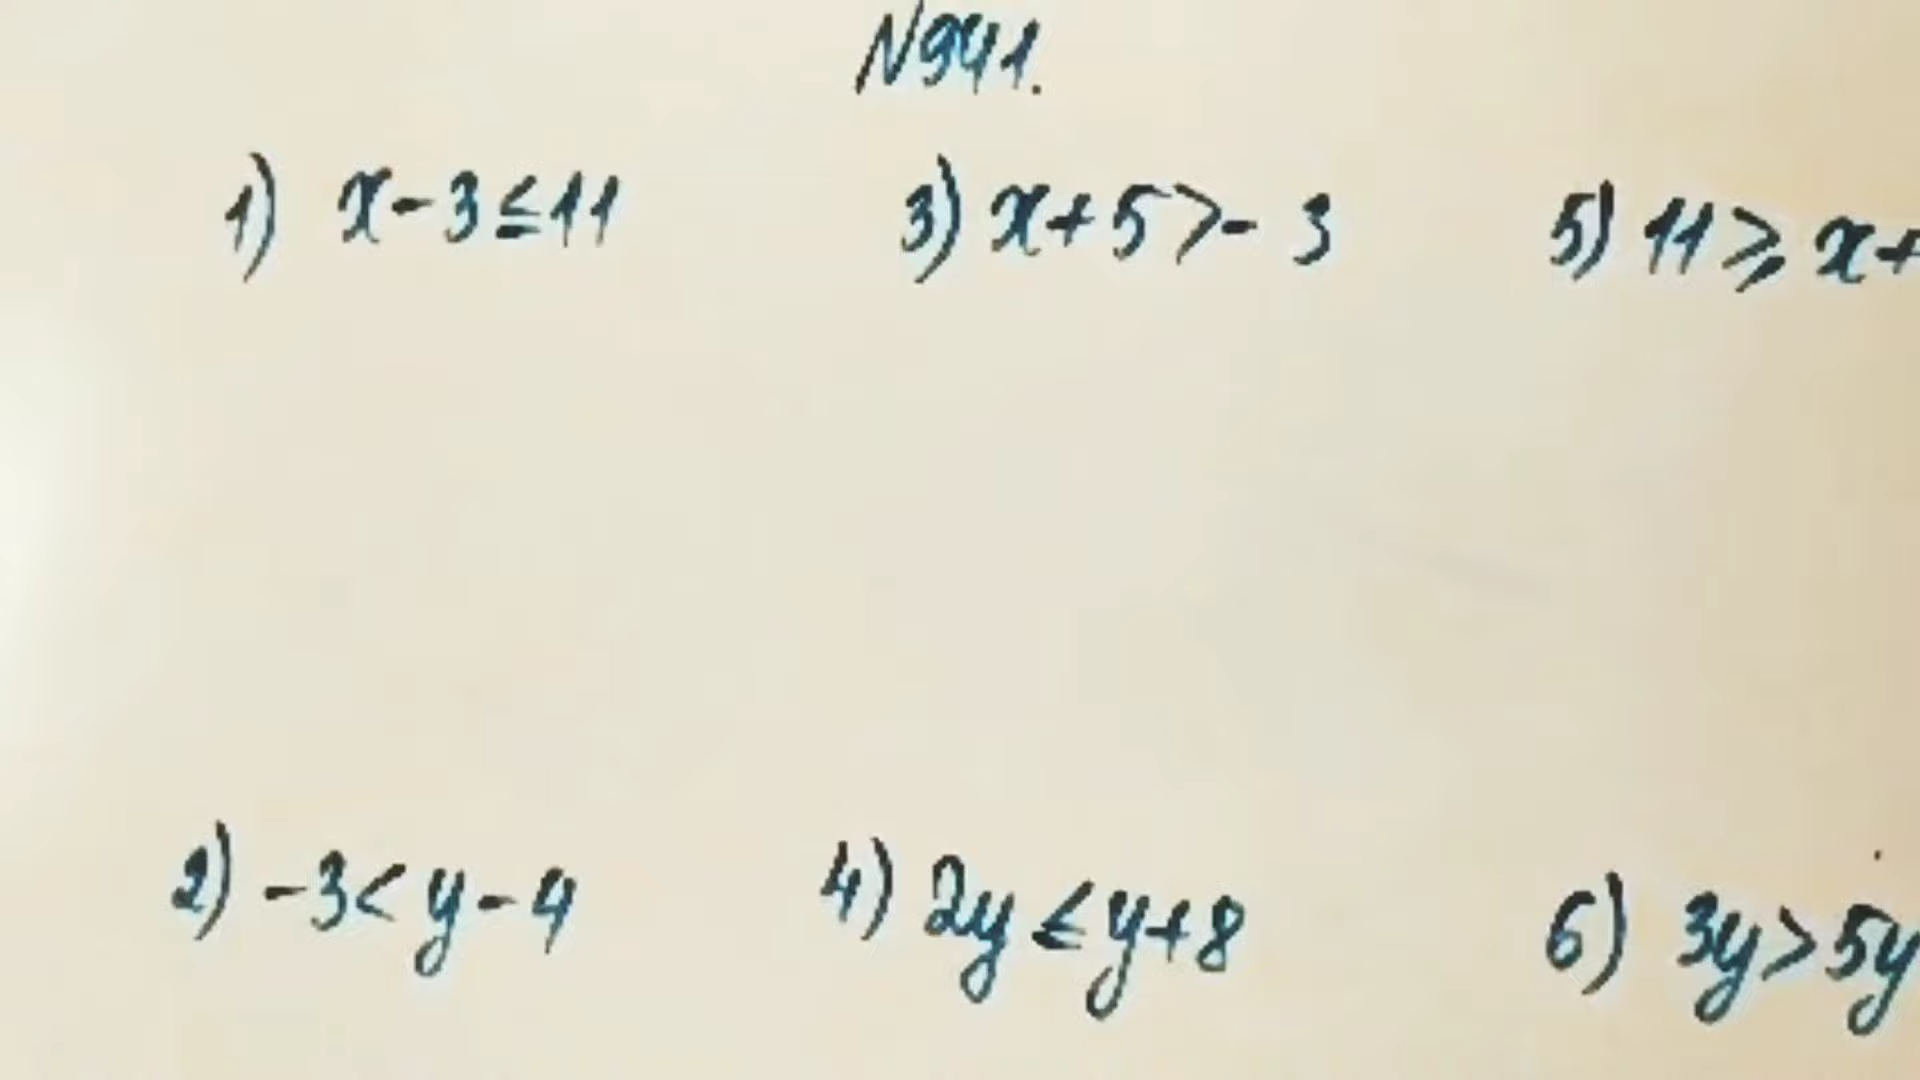 N941.
1) x-3≤11 3) x+5>-3 5) 11⩾x+
2) -3<y-4 4) 2y≤y+8 6) 3y>5y